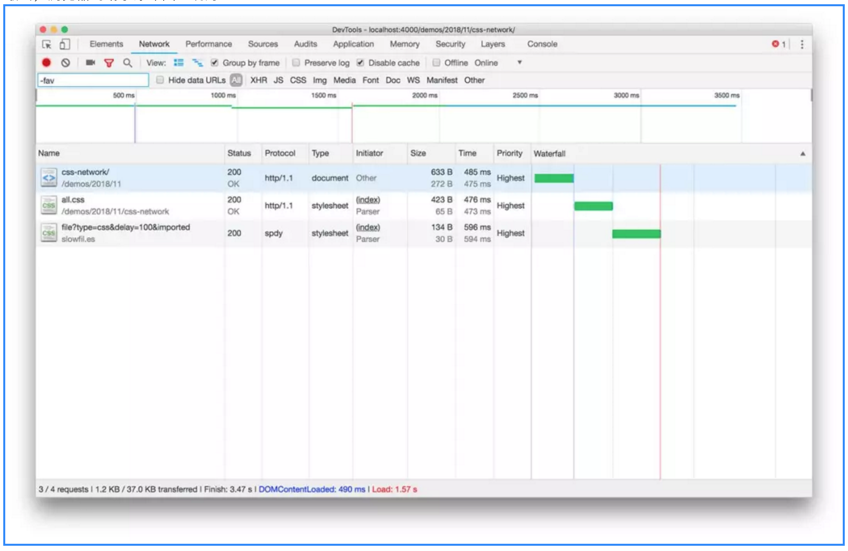 DevTools - localhost:4000/demos/2018/11/css-network/
Elements Network Performance Sources Audits Application Memory Security Layers Console 1
View: Group by frame Preserve log Disable cache Offline Online
-fav Hide data URLs All XHR JS CSS Img Media Font Doc WS Manifest Other
500 ms 1000 ms 1500 ms 2000 ms 2500 ms 3000 ms 3500 ms
Name Status Protocol Type Initiator Size Time Priority Waterfall
css-network/ 200 http/1.1 document Other 633 B 485 ms Highest
/demos/2018/11 OK 272 B 475 ms
all.css 200 http/1.1 stylesheet (index) 423 B 476 ms Highest
/demos/2018/11/css-network OK Parser 65 B 473 ms
file?type=css&delay=100&imported 200 spdy stylesheet (index) 134 B 596 ms Highest
slowfil.es Parser 30 B 594 ms
3 / 4 requests | 1.2 KB / 37.0 KB transferred | Finish: 3.47 s | DOMContentLoaded: 490 ms | Load: 1.57 s